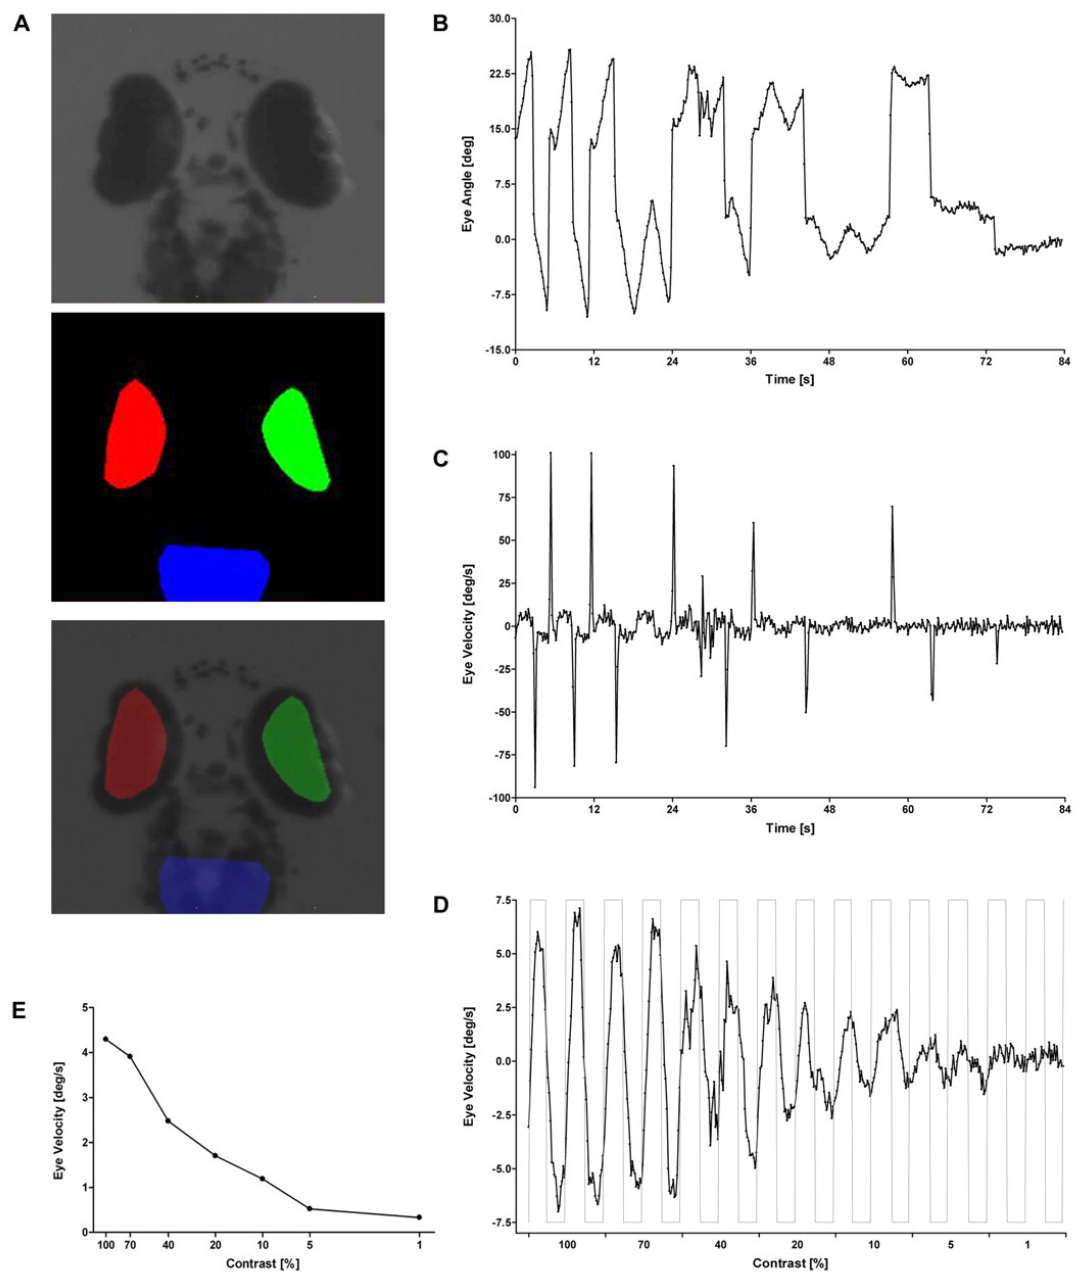 A
B
30.0
22.5
15.0
7.5
0.0
-7.5
-15.0
Eye Angle [deg]
0 12 24 36 48 60 72 84
Time [s]
C
100
75
50
25
0
-25
-50
-75
-100
Eye Velocity [deg/s]
0 12 24 36 48 60 72 84
Time [s]
D
7.5
5.0
2.5
0.0
-2.5
-5.0
-7.5
Eye Velocity [deg/s]
100 70 40 20 10 5 1
Contrast [%]
E
5
4
3
2
1
0
Eye Velocity [deg/s]
100 70 40 20 10 5 1
Contrast [%]